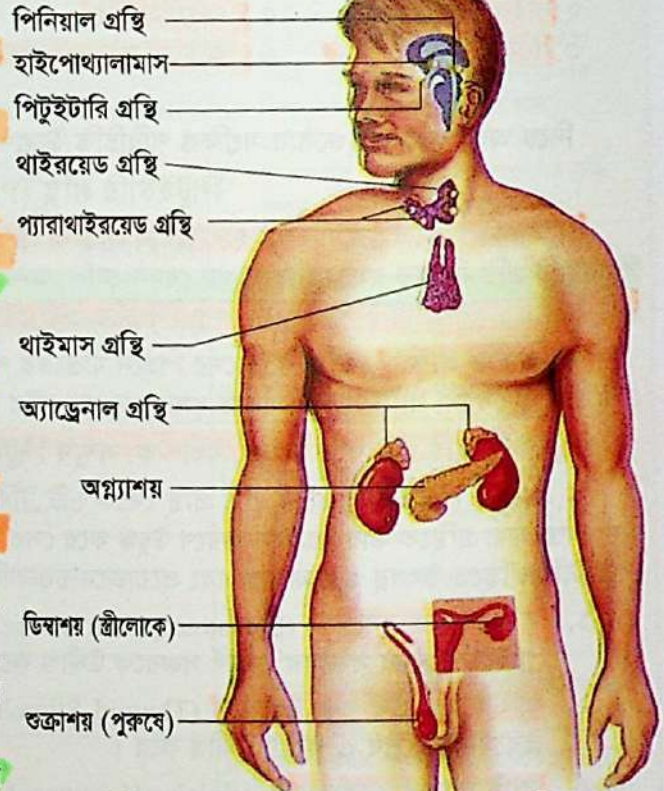 পিনিয়াল গ্রন্থি
হাইপোথ্যালামাস
পিটুইটারি গ্রন্থি
থাইরয়েড গ্রন্থি
প্যারাথাইরয়েড গ্রন্থি
থাইমাস গ্রন্থি
অ্যাড্রেনাল গ্রন্থি
অগ্ন্যাশয়
ডিম্বাশয় (স্ত্রীলোকে)
শুক্রাশয় (পুরুষে)